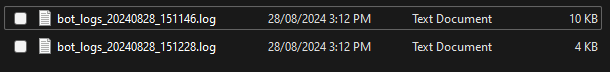 bot_logs_20240828_151146.log 28/08/2024 3:12 PM Text Document 10 KB
bot_logs_20240828_151228.log 28/08/2024 3:12 PM Text Document 4 KB